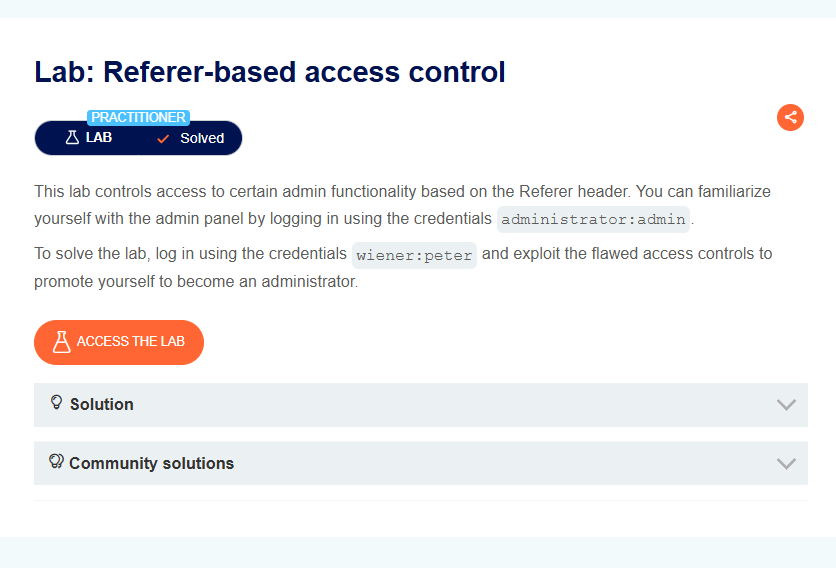 Lab: Referer-based access control
PRACTITIONER
LAB Solved
This lab controls access to certain admin functionality based on the Referer header. You can familiarize
yourself with the admin panel by logging in using the credentials administrator:admin.
To solve the lab, log in using the credentials wiener:peter and exploit the flawed access controls to
promote yourself to become an administrator.
ACCESS THE LAB
Solution
Community solutions